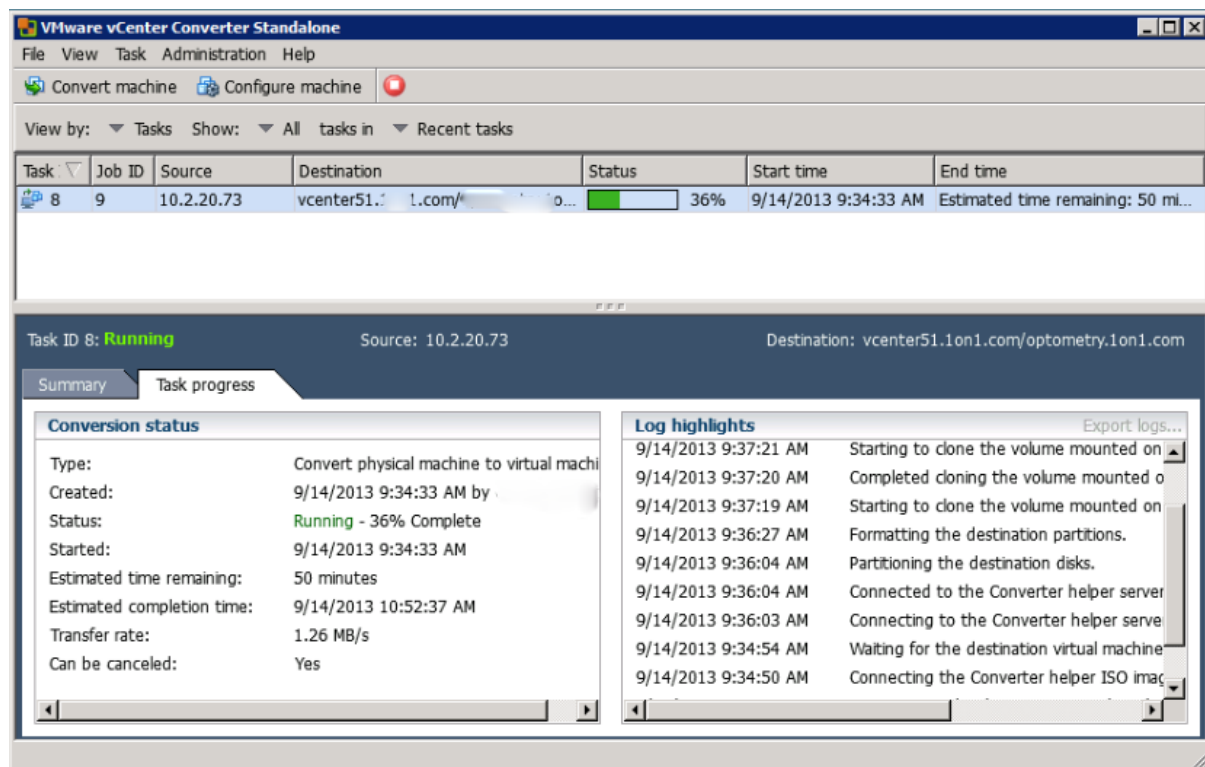 VMware vCenter Converter Standalone
File View Task Administration Help
Convert machine Configure machine
View by: Tasks Show: All tasks in Recent tasks
Task Job ID Source Destination Status Start time End time
8 9 10.2.20.73 vcenter51. 1.com/ o... 36% 9/14/2013 9:34:33 AM Estimated time remaining: 50 mi...
Task ID 8: Running Source: 10.2.20.73 Destination: vcenter51.1on1.com/optometry.1on1.com
Summary Task progress
Conversion status
Type: Convert physical machine to virtual machi
Created: 9/14/2013 9:34:33 AM by
Status: Running - 36% Complete
Started: 9/14/2013 9:34:33 AM
Estimated time remaining: 50 minutes
Estimated completion time: 9/14/2013 10:52:37 AM
Transfer rate: 1.26 MB/s
Can be canceled: Yes
Log highlights Export logs...
9/14/2013 9:37:21 AM Starting to clone the volume mounted on
9/14/2013 9:37:20 AM Completed cloning the volume mounted o
9/14/2013 9:37:19 AM Starting to clone the volume mounted on
9/14/2013 9:36:27 AM Formatting the destination partitions.
9/14/2013 9:36:04 AM Partitioning the destination disks.
9/14/2013 9:36:04 AM Connected to the Converter helper server
9/14/2013 9:36:03 AM Connecting to the Converter helper serve
9/14/2013 9:34:54 AM Waiting for the destination virtual machine
9/14/2013 9:34:50 AM Connecting the Converter helper ISO imag